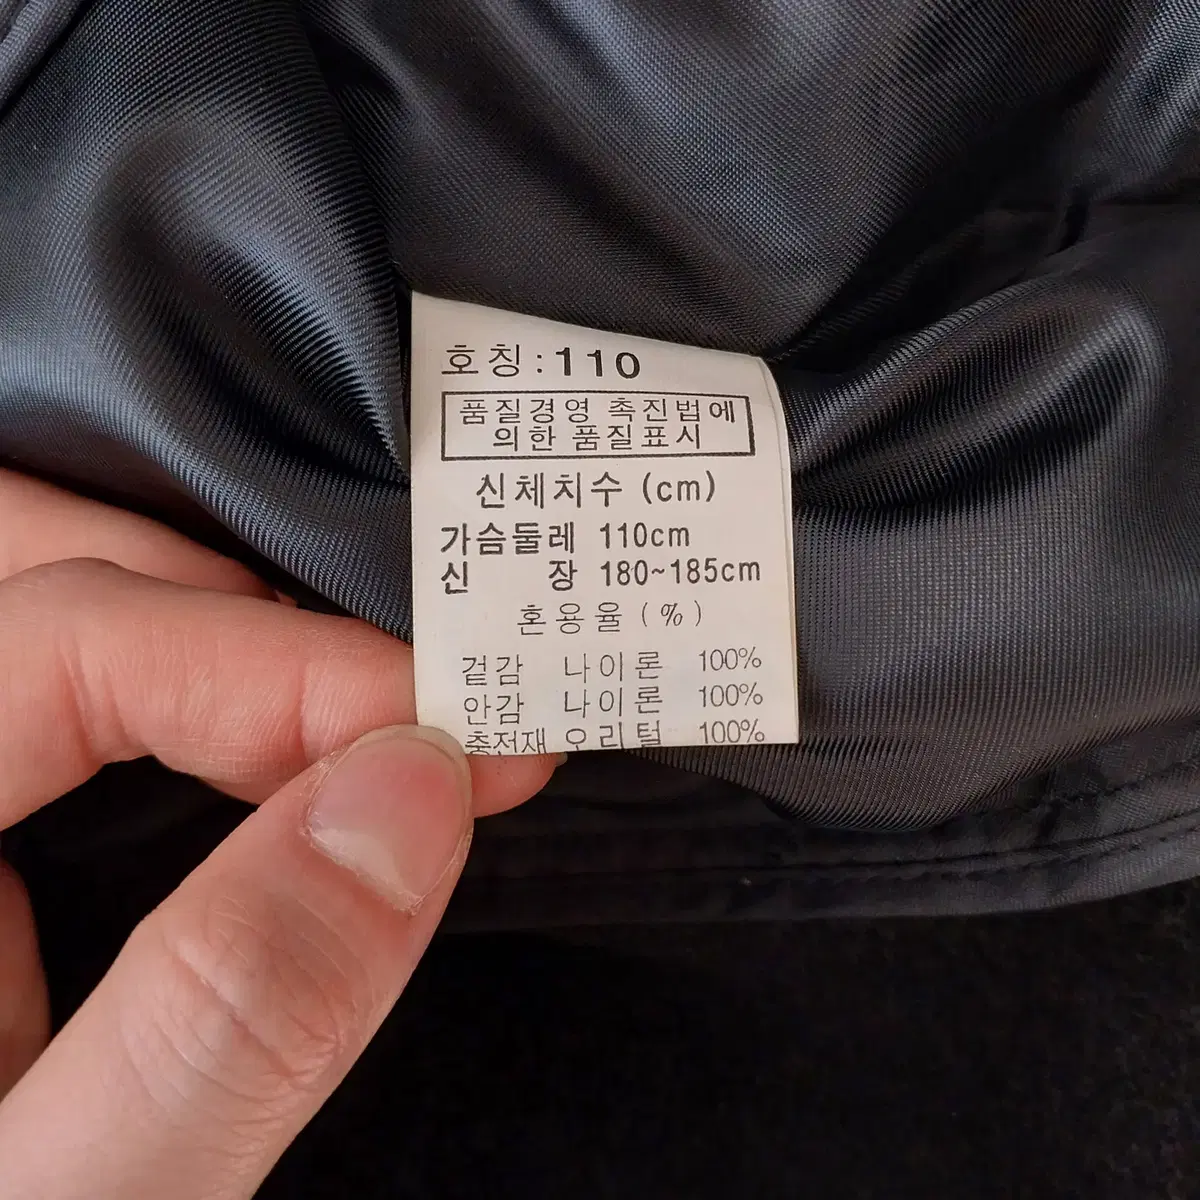 호칭:110
품질경영 촉진법에
의한 품질표시
신체치수 (cm)
가슴둘레 110cm
신 장 180~185cm
혼용율 (%)
겉감 나이론 100%
안감 나이론 100%
충전재 오리털 100%